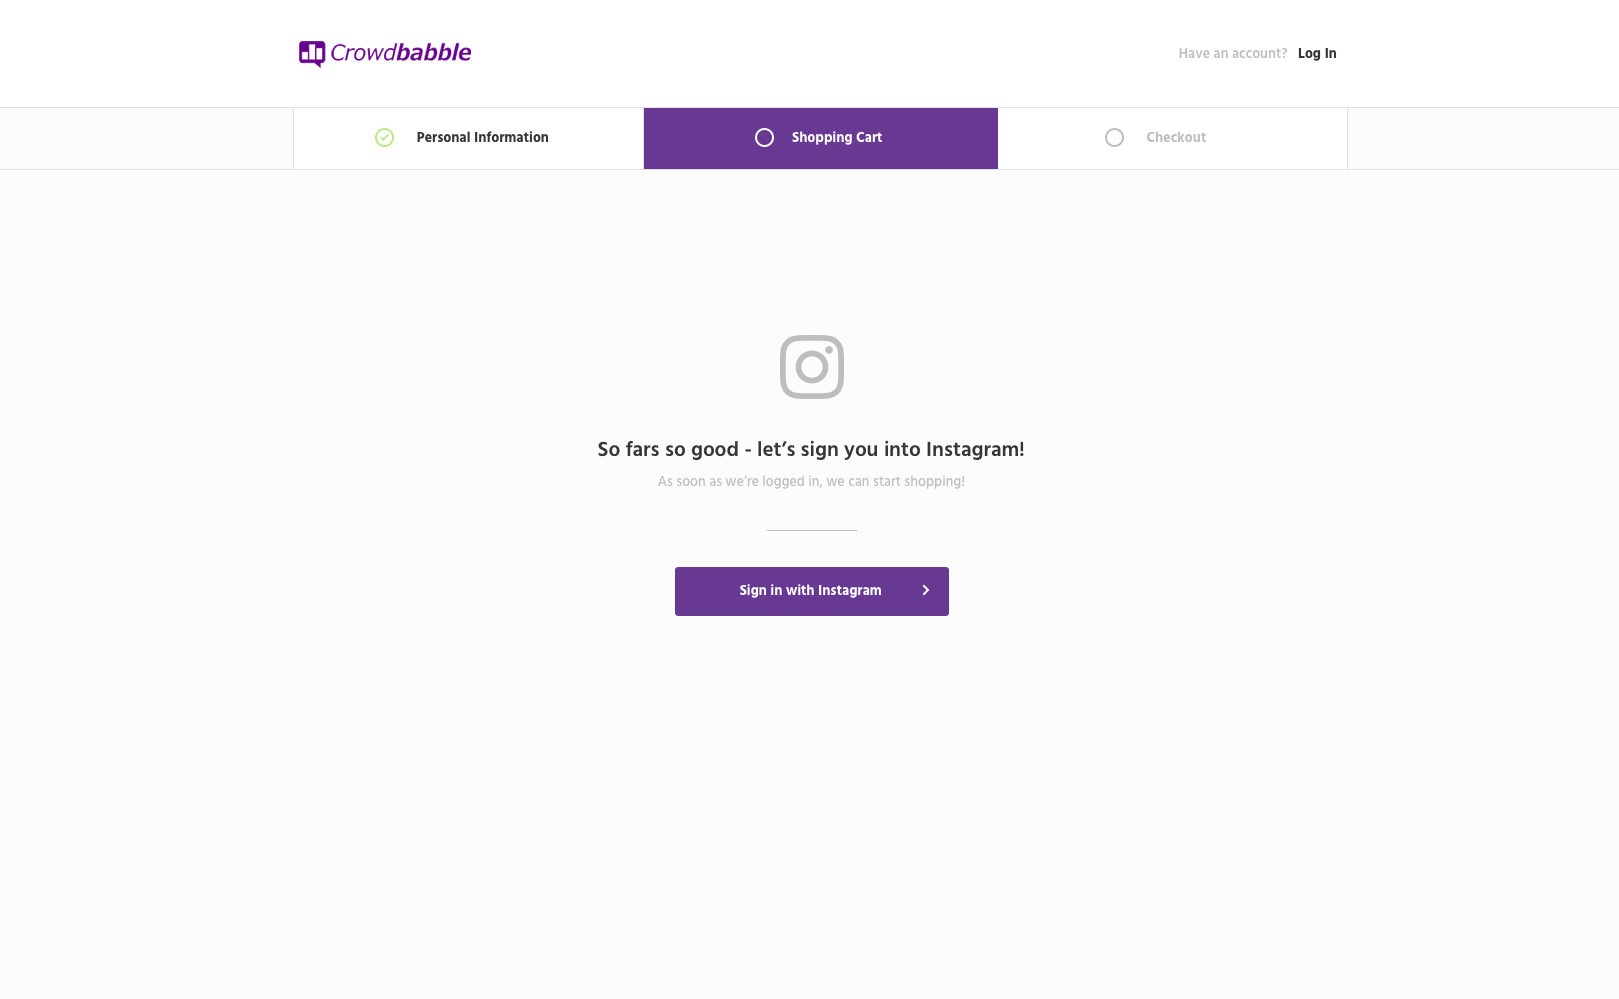 Crowdbabble
Have an account? Log In
Personal Information
Shopping Cart
Checkout
So fars so good - let’s sign you into Instagram!
As soon as we’re logged in, we can start shopping!
Sign in with Instagram